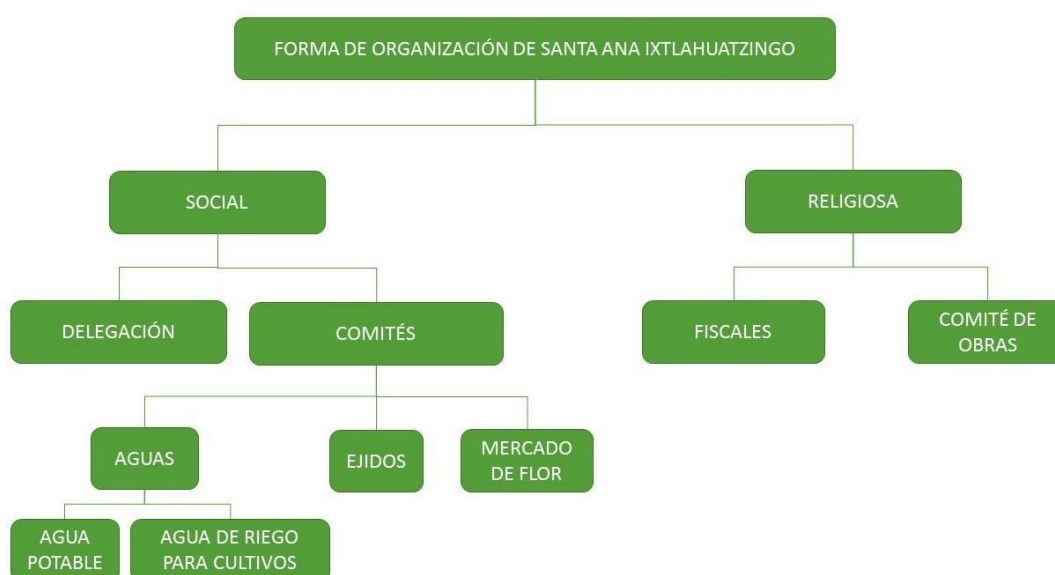 FORMA DE ORGANIZACIÓN DE SANTA ANA IXTLAHUATZINGO
SOCIAL
RELIGIOSA
DELEGACIÓN
COMITÉS
FISCALES
COMITÉ DE
OBRAS
AGUAS
EJIDOS
MERCADO
DE FLOR
AGUA
POTABLE
AGUA DE RIEGO
PARA CULTIVOS